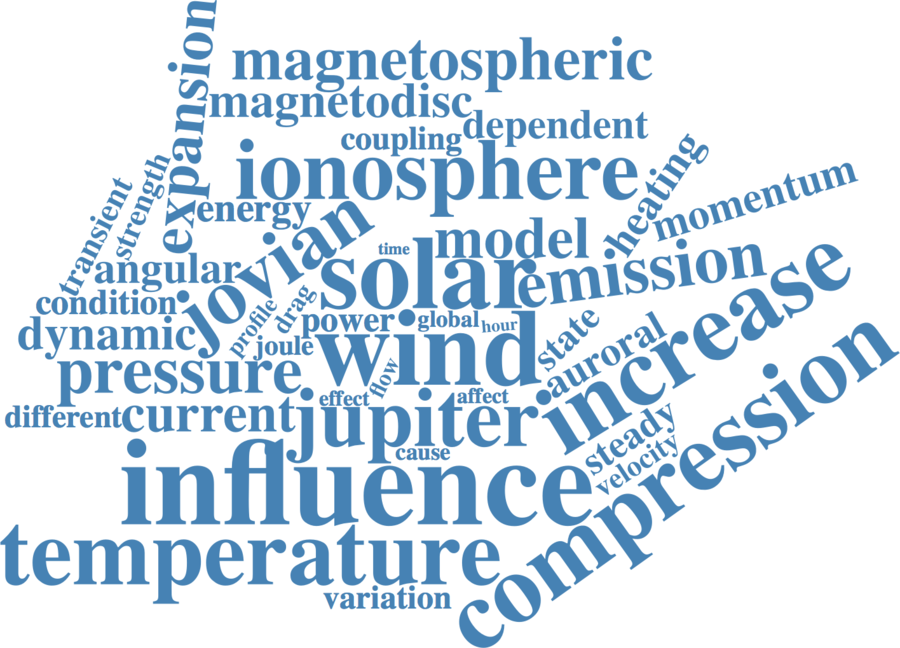 magnetospheric
expansion
magnetodisc
dependent
coupling
ionosphere
heating
momentum
strength
transient
energy
jovian
time
model
solar
emission
angular
increase
condition
profile
drag
dynamic
power
global
hour
state
auroral
joule
wind
pressure
flow
effect
affect
different
current
jupiter
compression
cause
steady
velocity
influence
temperature
variation